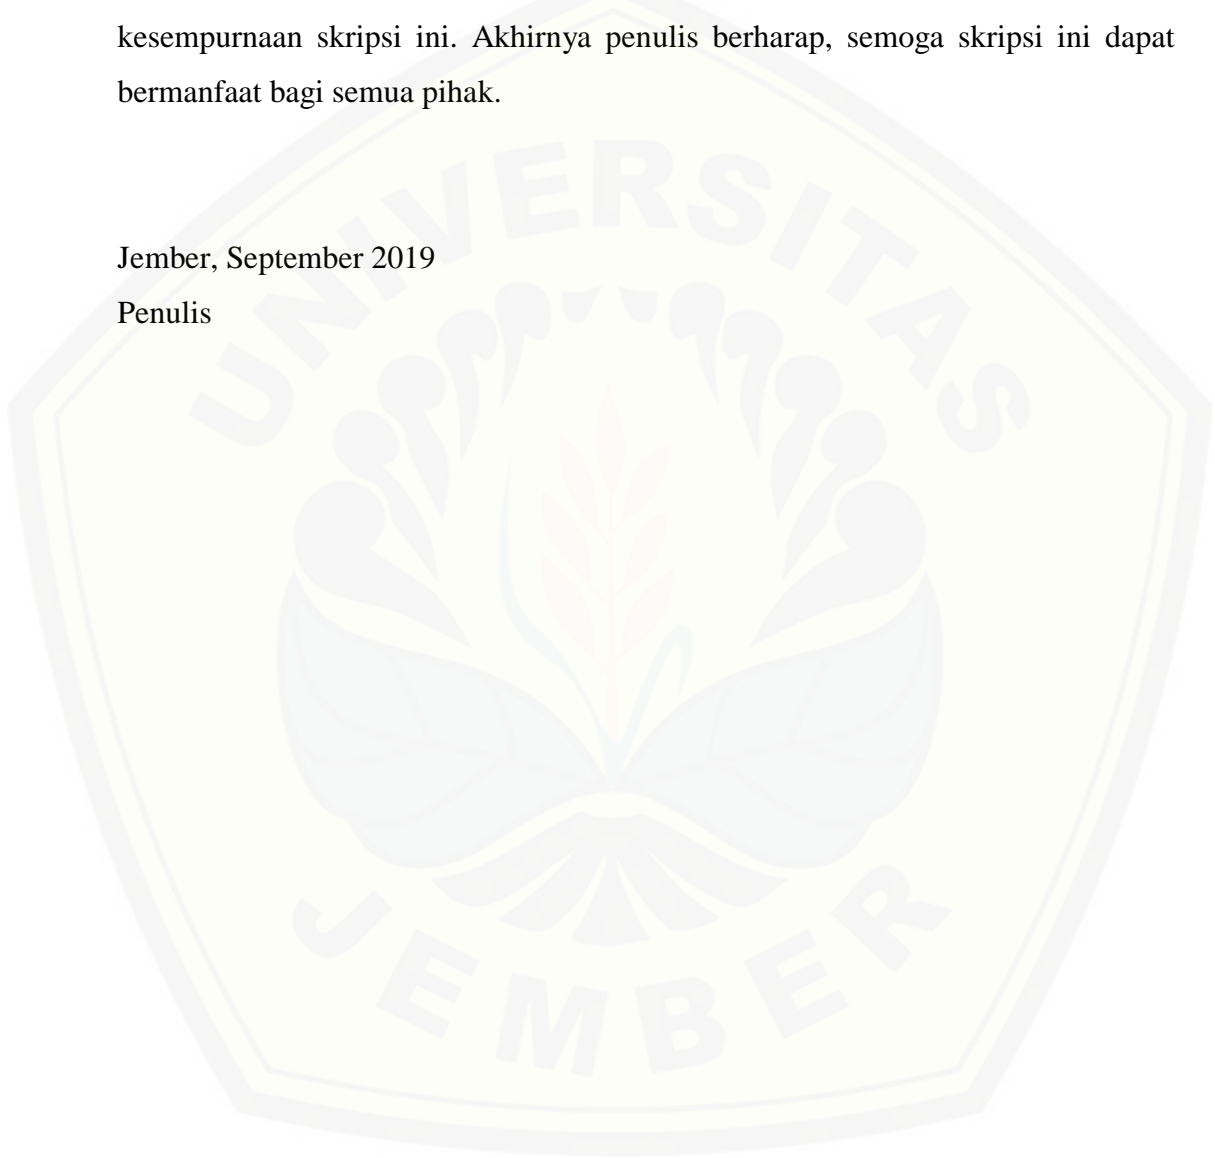 kesempurnaan skripsi ini. Akhirnya penulis berharap, semoga skripsi ini dapat
bermanfaat bagi semua pihak.
Jember, September 2019
Penulis
UNIVERSITAS
JEMBER